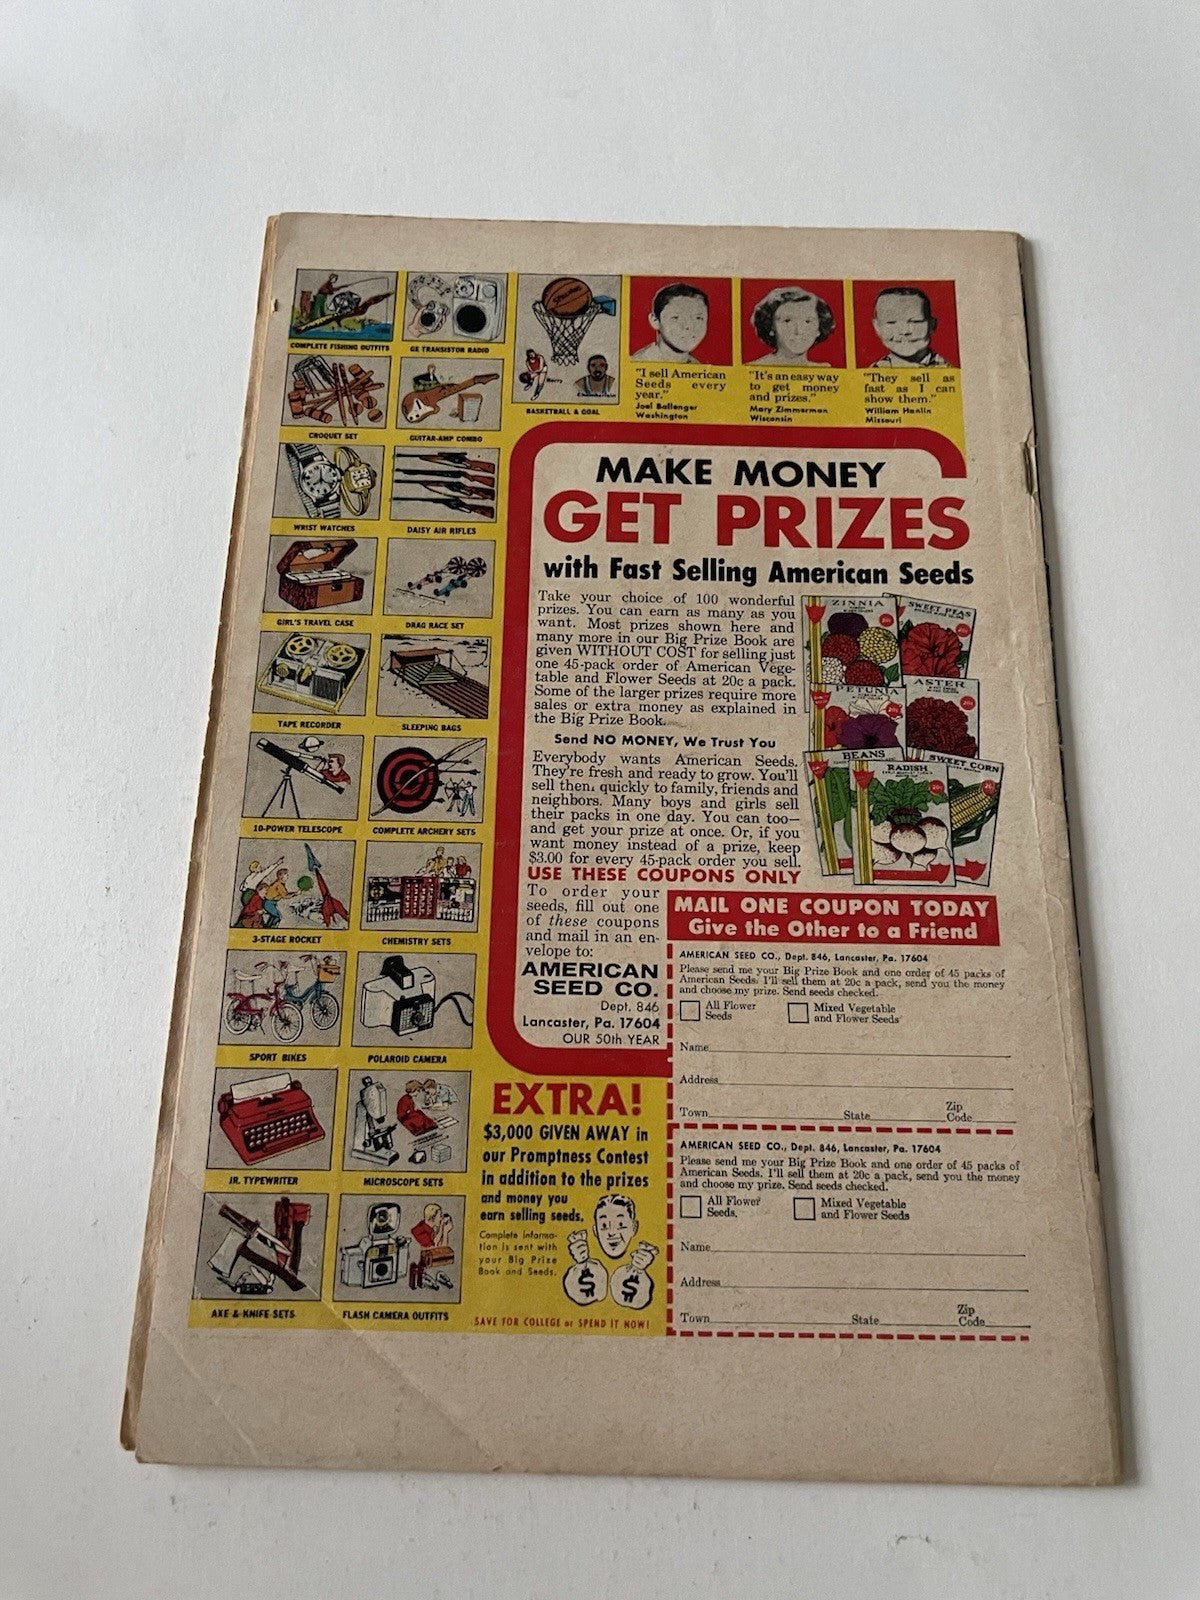 COMPLETE FISHING OUTFITS
GE TRANSISTOR RADIO
SPALDING
Barry
Chamberlain
BASKETBALL & GOAL
"I sell American
Seeds every
year."
Joel Ballenger
Washington
"It's an easy way
to get money
and prizes."
Mary Zimmerman
Wisconsin
"They sell as
fast as I can
show them."
William Hanlin
Missouri
CROQUET SET
GUITAR-AMP COMBO
WRIST WATCHES
DAISY AIR RIFLES
GIRL'S TRAVEL CASE
DRAG RACE SET
TAPE RECORDER
SLEEPING BAGS
10-POWER TELESCOPE
COMPLETE ARCHERY SETS
3-STAGE ROCKET
CHEMISTRY SETS
SPORT BIKES
POLAROID CAMERA
JR. TYPEWRITER
MICROSCOPE SETS
AXE & KNIFE SETS
FLASH CAMERA OUTFITS
MAKE MONEY
GET PRIZES
with Fast Selling American Seeds
Take your choice of 100 wonderful
prizes. You can earn as many as you
want. Most prizes shown here and
many more in our Big Prize Book are
given WITHOUT COST for selling just
one 45-pack order of American Vege-
table and Flower Seeds at 20c a pack.
Some of the larger prizes require more
sales or extra money as explained in
the Big Prize Book.
Send NO MONEY, We Trust You
Everybody wants American Seeds.
They're fresh and ready to grow. You'll
sell them quickly to family, friends and
neighbors. Many boys and girls sell
their packs in one day. You can too—
and get your prize at once. Or, if you
want money instead of a prize, keep
$3.00 for every 45-pack order you sell.
USE THESE COUPONS ONLY
To order your
seeds, fill out one
of these coupons
and mail in an en-
velope to:
AMERICAN
SEED CO.
Dept. 846
Lancaster, Pa. 17604
OUR 50th YEAR
ZINNIA
SWEET PEAS
PETUNIA
ASTER
BEANS
RADISH
SWEET CORN
MAIL ONE COUPON TODAY
Give the Other to a Friend
AMERICAN SEED CO., Dept. 846, Lancaster, Pa. 17604
Please send me your Big Prize Book and one order of 45 packs of
American Seeds. I'll sell them at 20c a pack, send you the money
and choose my prize. Send seeds checked.
All Flower
Seeds
Mixed Vegetable
and Flower Seeds
Name
Address
Town State Zip Code
AMERICAN SEED CO., Dept. 846, Lancaster, Pa. 17604
Please send me your Big Prize Book and one order of 45 packs of
American Seeds. I'll sell them at 20c a pack, send you the money
and choose my prize. Send seeds checked.
All Flower
Seeds.
Mixed Vegetable
and Flower Seeds
Name
Address
Town State Zip Code
EXTRA!
$3,000 GIVEN AWAY in
our Promptness Contest
in addition to the prizes
and money you
earn selling seeds.
Complete informa-
tion is sent with
your Big Prize
Book and Seeds.
$ $
SAVE FOR COLLEGE or SPEND IT NOW!